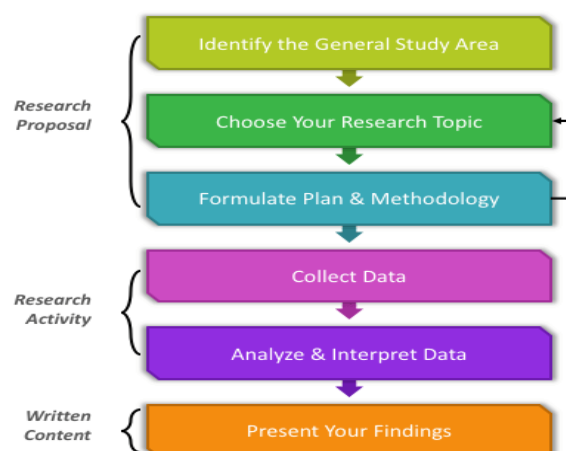 Identify the General Study Area
Research
Proposal
Choose Your Research Topic
Formulate Plan & Methodology
Collect Data
Research
Activity
Analyze & Interpret Data
Written
Content
Present Your Findings